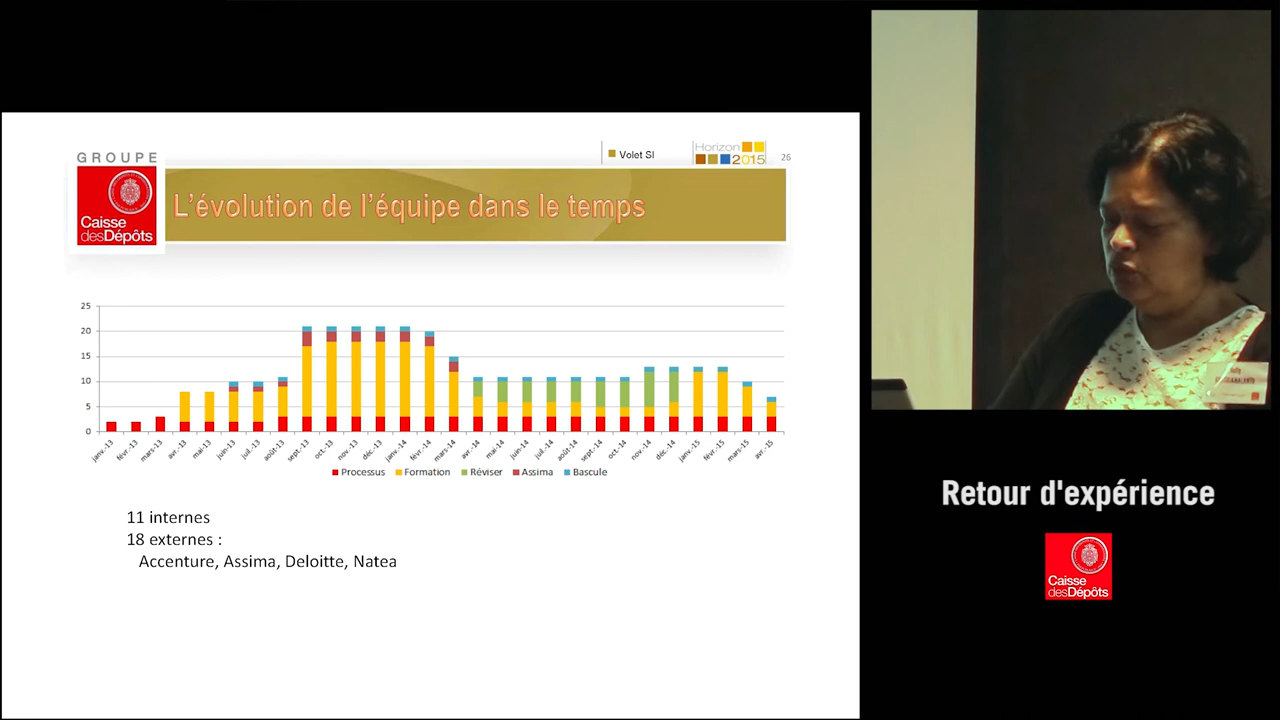 GROUPE
Caisse
desDépôts
Volet SI
Horizon
2015
26
L'évolution de l'équipe dans le temps
25
20
15
10
5
0
janv.-13
févr.-13
mars-13
avr.-13
mai-13
juin-13
juil.-13
août-13
sept.-13
oct.-13
nov.-13
déc.-13
janv.-14
févr.-14
mars-14
avr.-14
mai-14
juin-14
juil.-14
août-14
sept.-14
oct.-14
nov.-14
déc.-14
janv.-15
févr.-15
mars-15
avr.-15
Processus Formation Réviser Assima Bascule
11 internes
18 externes :
Accenture, Assima, Deloitte, Natea
Retour d'expérience
Caisse
desDépôts